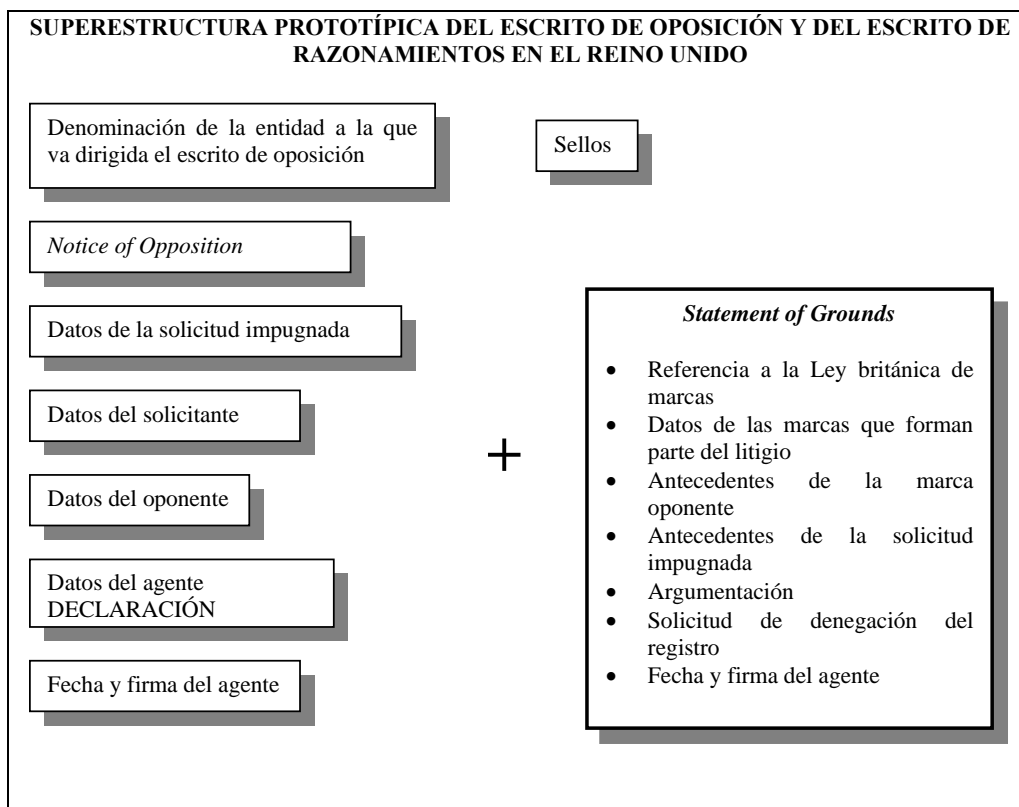 SUPERESTRUCTURA PROTOTÍPICA DEL ESCRITO DE OPOSICIÓN Y DEL ESCRITO DE
RAZONAMIENTOS EN EL REINO UNIDO
Denominación de la entidad a la que
va dirigida el escrito de oposición
Sellos
Notice of Opposition
Datos de la solicitud impugnada
Datos del solicitante
Datos del oponente
Datos del agente
DECLARACIÓN
Fecha y firma del agente
+
Statement of Grounds
• Referencia a la Ley británica de
marcas
• Datos de las marcas que forman
parte del litigio
• Antecedentes de la marca
oponente
• Antecedentes de la solicitud
impugnada
• Argumentación
• Solicitud de denegación del
registro
• Fecha y firma del agente